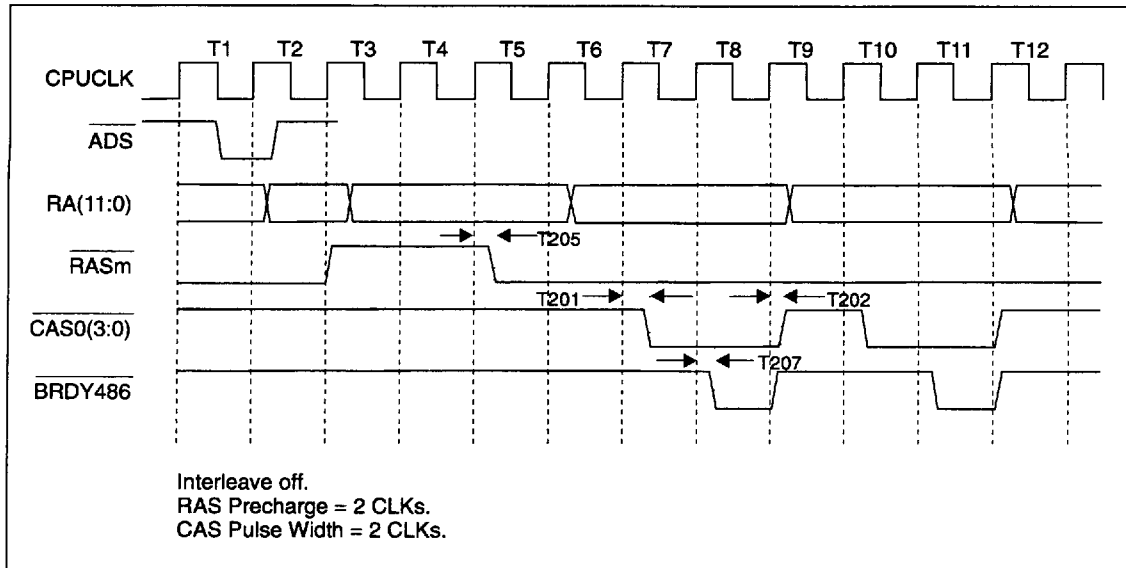 T1 T2 T3 T4 T5 T6 T7 T8 T9 T10 T11 T12
CPUCLK
ADS
RA(11:0)
T205
RASm
T201 T202
CAS0(3:0)
T207
BRDY486
Interleave off.
RAS Precharge = 2 CLKs.
CAS Pulse Width = 2 CLKs.